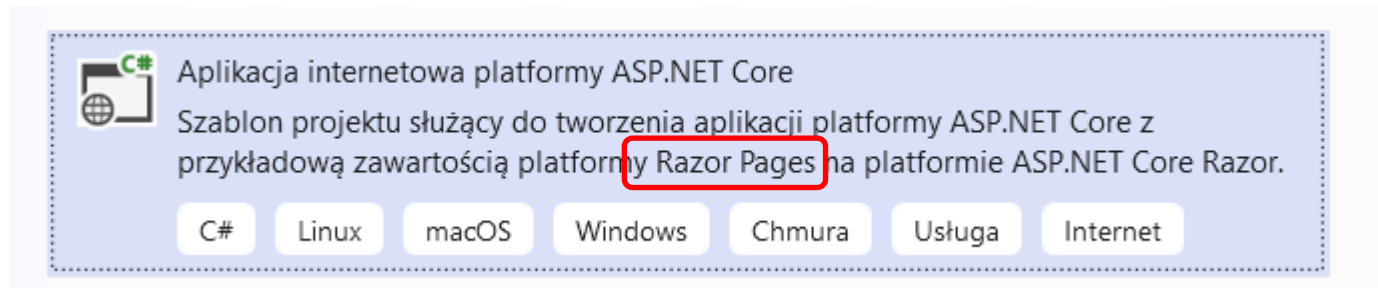 C#
Aplikacja internetowa platformy ASP.NET Core
Szablon projektu służący do tworzenia aplikacji platformy ASP.NET Core z
przykładową zawartością platformy Razor Pages na platformie ASP.NET Core Razor.
C# Linux macOS Windows Chmura Usługa Internet